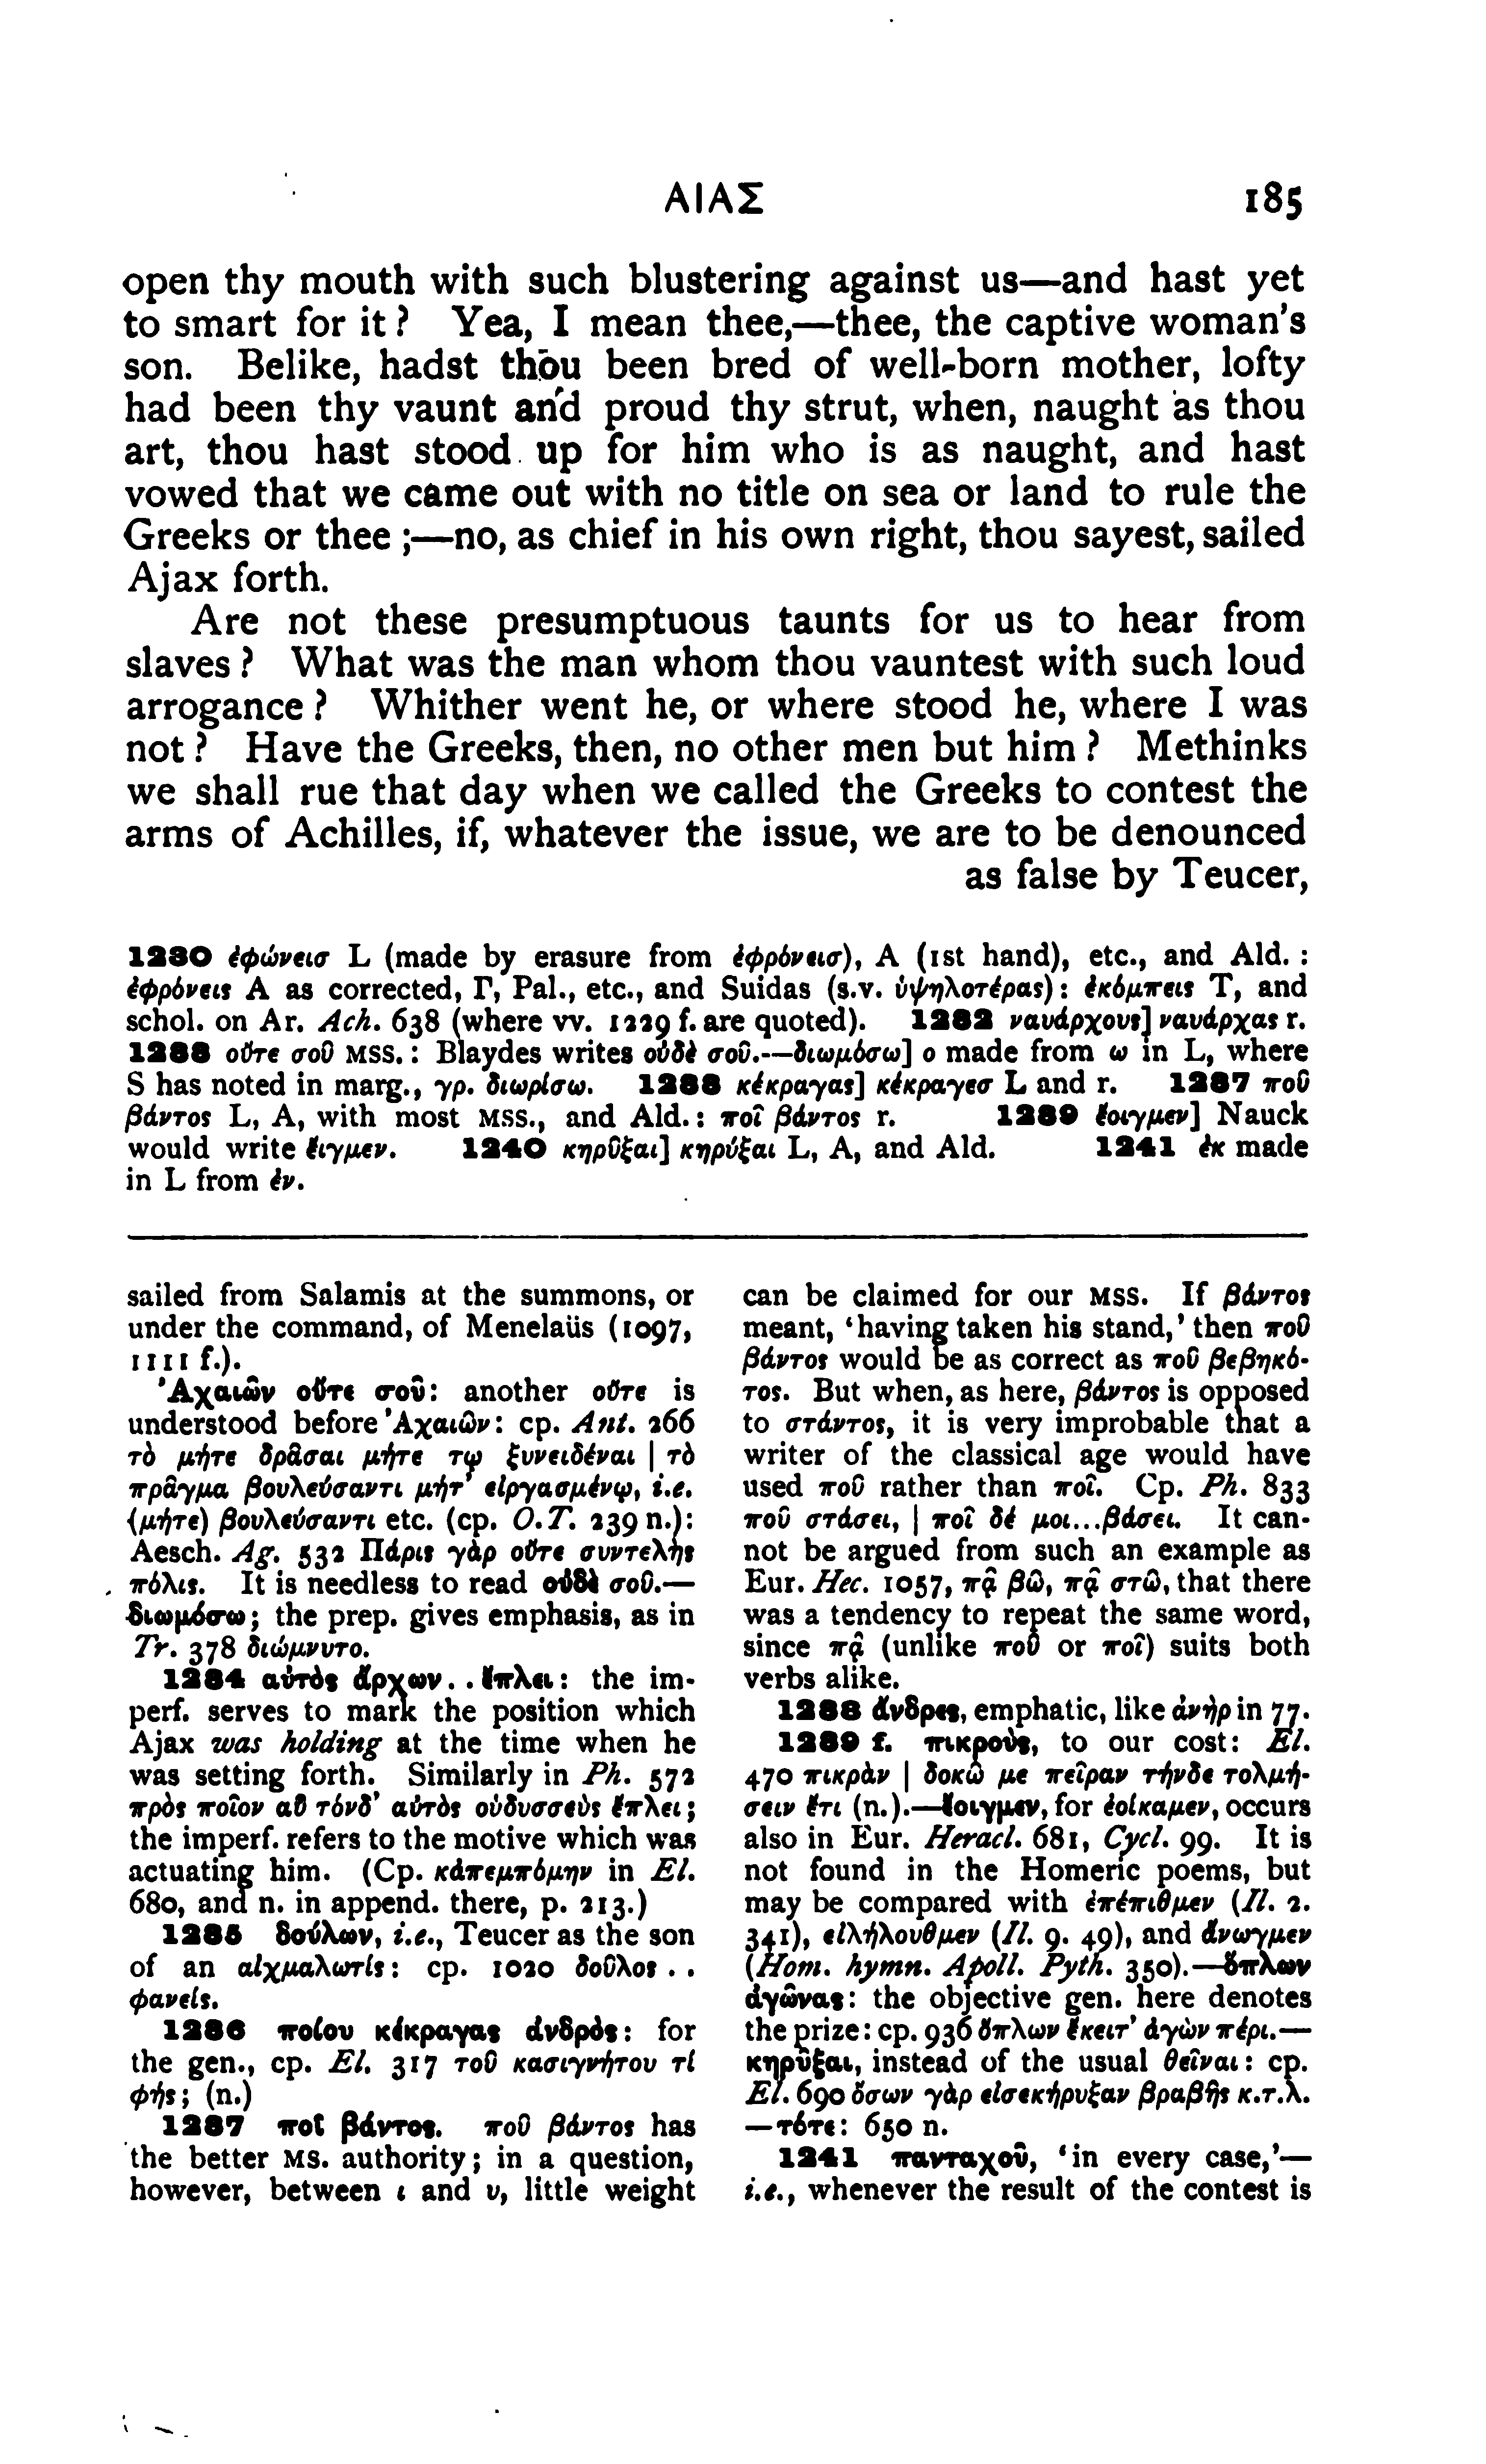 ΑΙΑΣ 185
open thy mouth with such blustering against us—and hast yet
to smart for it? Yea, I mean thee,—thee, the captive woman's
son. Belike, hadst thou been bred of well-born mother, lofty
had been thy vaunt and proud thy strut, when, naught as thou
art, thou hast stood up for him who is as naught, and hast
vowed that we came out with no title on sea or land to rule the
Greeks or thee;—no, as chief in his own right, thou sayest, sailed
Ajax forth.
Are not these presumptuous taunts for us to hear from
slaves? What was the man whom thou vauntest with such loud
arrogance? Whither went he, or where stood he, where I was
not? Have the Greeks, then, no other men but him? Methinks
we shall rue that day when we called the Greeks to contest the
arms of Achilles, if, whatever the issue, we are to be denounced
as false by Teucer,
1230 ἐφώνεισ L (made by erasure from ἐφρόνεισ), A (1st hand), etc., and Ald.:
ἐφρόνεις A as corrected, Γ, Pal., etc., and Suidas (s.v. ὑψηλοτέρας): ἐκόμπεις T, and
schol. on Ar. Ach. 638 (where vv. 1229 f. are quoted). 1232 ναυάρχους] ναυάρχας r.
1233 οὔτε σοῦ MSS.: Blaydes writes οὐδὲ σοῦ.—διωμόσω] ο made from ω in L, where
S has noted in marg., γρ. διωρίσω. 1236 κέκραγας] κέκραγεσ L and r. 1237 ποῦ
βάντος L, A, with most MSS., and Ald.: ποῖ βάντος r. 1239 ἔοιγμεν] Nauck
would write ἔιγμεν. 1240 κηρῦξαι] κηρύξαι L, A, and Ald. 1241 ἐκ made
in L from ἐν.
sailed from Salamis at the summons, or
under the command, of Menelaüs (1097,
1111 f.).
Ἀχαιῶν οὔτε σοῦ: another οὔτε is
understood before Ἀχαιῶν: cp. Ant. 266
τὸ μήτε δρᾶσαι μήτε τῳ ξυνειδέναι | τὸ
πρᾶγμα βουλεύσαντι μήτ' εἰργασμένῳ, i.e.
(μήτε) βουλεύσαντι etc. (cp. O.T. 239 n.):
Aesch. Ag. 532 Πάρις γὰρ οὔτε συντελὴς
πόλις. It is needless to read οὐδὲ σοῦ.—
διωμόσω; the prep. gives emphasis, as in
Tr. 378 διώμνυτο.
1234 αὐτὸς ἄρχων..ἔπλει: the im-
perf. serves to mark the position which
Ajax was holding at the time when he
was setting forth. Similarly in Ph. 572
πρὸς ποῖον αὖ τόνδ' αὐτὸς οὑδυσσεὺς ἔπλει;
the imperf. refers to the motive which was
actuating him. (Cp. κἀπεμπόμην in El.
680, and n. in append. there, p. 213.)
1235 δούλων, i.e., Teucer as the son
of an αἰχμαλωτίς: cp. 1020 δοῦλος..
φανείς.
1236 ποίου κέκραγας ἀνδρὸς: for
the gen., cp. El. 317 τοῦ κασιγνήτου τί
φής; (n.)
1237 ποῖ βάντος. ποῦ βάντος has
the better MS. authority; in a question,
however, between ι and υ, little weight
can be claimed for our MSS. If βάντος
meant, 'having taken his stand,' then ποῦ
βάντος would be as correct as ποῦ βεβηκό-
τος. But when, as here, βάντος is opposed
to στάντος, it is very improbable that a
writer of the classical age would have
used ποῦ rather than ποῖ. Cp. Ph. 833
ποῦ στάσει, | ποῖ δέ μοι...βάσει. It can-
not be argued from such an example as
Eur. Hec. 1057, πᾷ βῶ, πᾷ στῶ, that there
was a tendency to repeat the same word,
since πᾷ (unlike ποῦ or ποῖ) suits both
verbs alike.
1238 ἄνδρες, emphatic, like ἀνὴρ in 77.
1239 f. πικροὺς, to our cost: El.
470 πικρὰν | δοκῶ με πεῖραν τήνδε τολμή-
σειν ἔτι (n.).—ἔοιγμεν, for ἐοίκαμεν, occurs
also in Eur. Heracl. 681, Cycl. 99. It is
not found in the Homeric poems, but
may be compared with ἐπέπιθμεν (Il. 2.
341), εἰλήλουθμεν (Il. 9. 49), and ἄνωγμεν
(Hom. hymn. Apoll. Pyth. 350).—ὅπλων
ἀγῶνας: the objective gen. here denotes
the prize: cp. 936 ὅπλων ἔκειτ' ἀγὼν πέρι.—
κηρῦξαι, instead of the usual θεῖναι: cp.
El. 690 ὅσων γὰρ εἰσεκήρυξαν βραβῆς κ.τ.λ.
—τότε: 650 n.
1241 πανταχοῦ, 'in every case,'—
i.e., whenever the result of the contest is